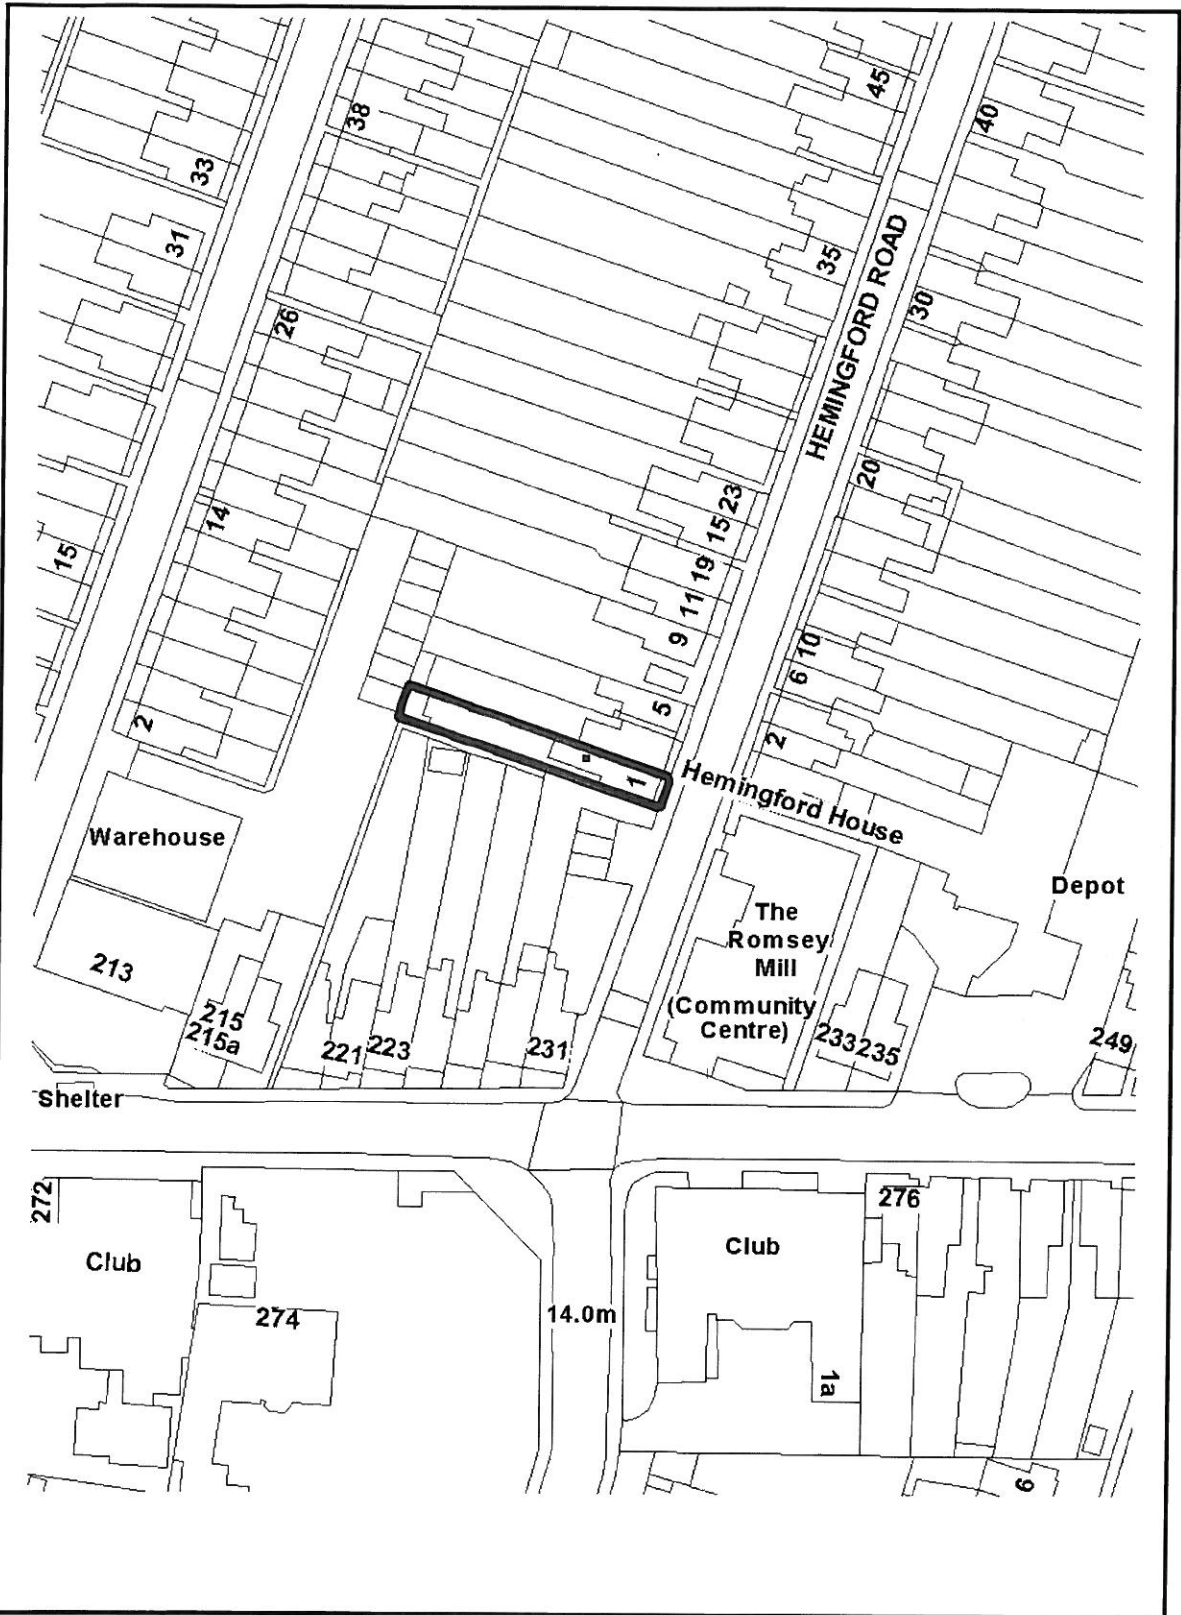 45
38
40
33
31
35
HEMINGFORD ROAD
30
26
20
23
14
15
15
19
11
9
10
6
5
2
2
1
Hemingford House
Warehouse
Depot
The
Romsey
Mill
(Community
Centre)
213
215
215a
221
223
231
233
235
249
Shelter
272
276
Club
Club
274
14.0m
1a
6